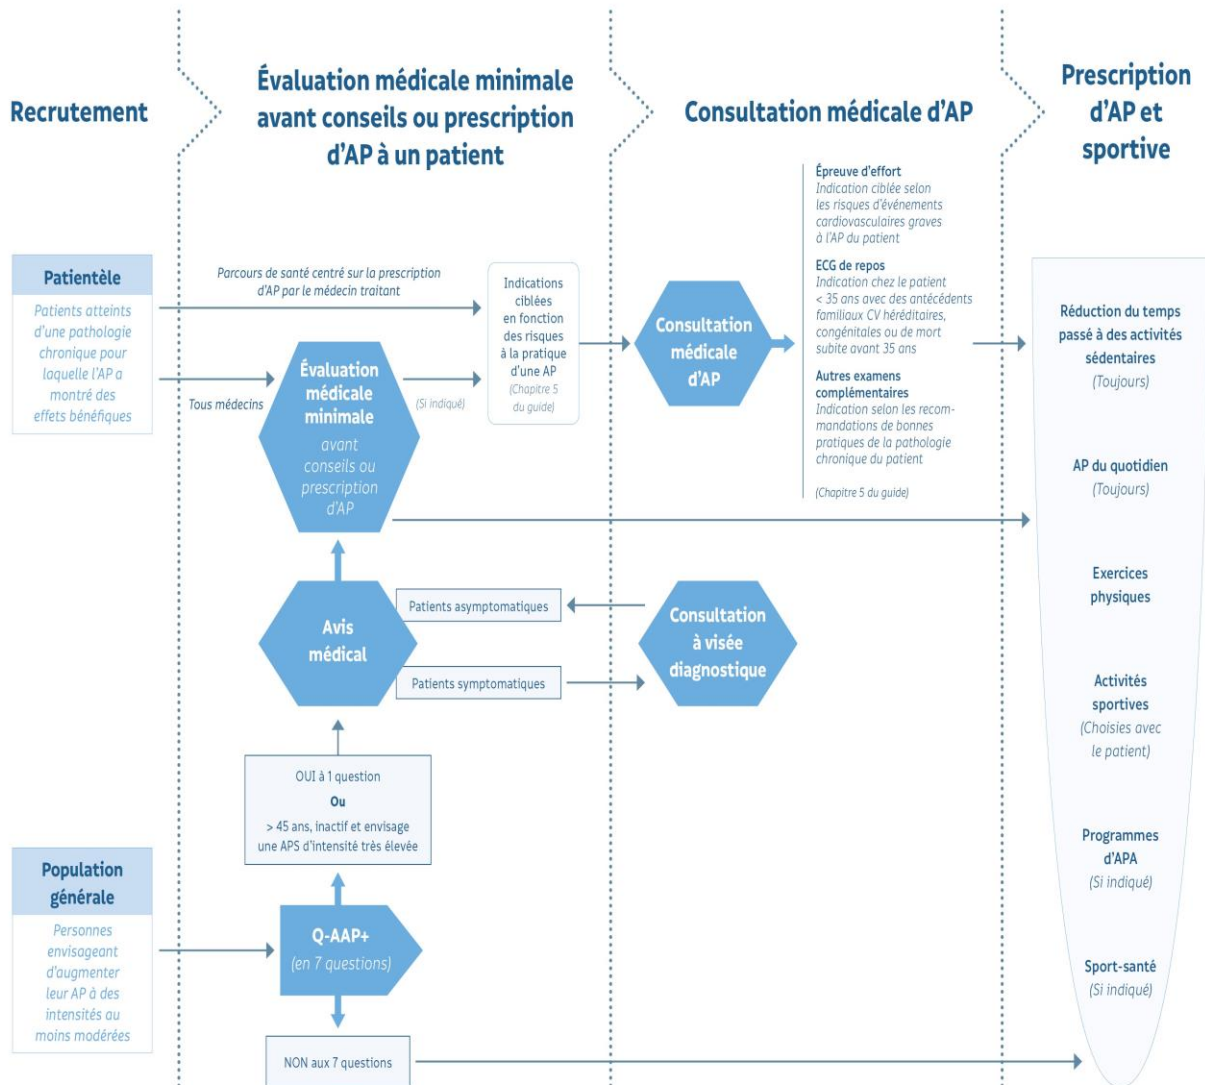 Recrutement
Évaluation médicale minimale
avant conseils ou prescription
d'AP à un patient
Consultation médicale d'AP
Prescription
d'AP et
sportive
Patientèle
Patients atteints
d'une pathologie
chronique pour
laquelle l'AP a
montré des
effets bénéfiques
Parcours de santé centré sur la prescription
d'AP par le médecin traitant
Tous médecins
Évaluation
médicale
minimale
avant
conseils ou
prescription
d'AP
(Si indiqué)
Indications
ciblées
en fonction
des risques
à la pratique
d'une AP
(Chapitre 5
du guide)
Consultation
médicale
d'AP
Épreuve d'effort
Indication ciblée selon
les risques d'événements
cardiovasculaires graves
à l'AP du patient
ECG de repos
Indication chez le patient
< 35 ans avec des antécédents
familiaux CV héréditaires,
congénitales ou de mort
subite avant 35 ans
Autres examens
complémentaires
Indication selon les recom-
mandations de bonnes
pratiques de la pathologie
chronique du patient
(Chapitre 5 du guide)
Réduction du temps
passé à des activités
sédentaires
(Toujours)
AP du quotidien
(Toujours)
Exercices
physiques
Activités
sportives
(Choisies avec
le patient)
Programmes
d'APA
(Si indiqué)
Sport-santé
(Si indiqué)
Avis
médical
Patients asymptomatiques
Patients symptomatiques
Consultation
à visée
diagnostique
OUI à 1 question
Ou
> 45 ans, inactif et envisage
une APS d'intensité très élevée
Population
générale
Personnes
envisageant
d'augmenter
leur AP à des
intensités au
moins modérées
Q-AAP+
(en 7 questions)
NON aux 7 questions